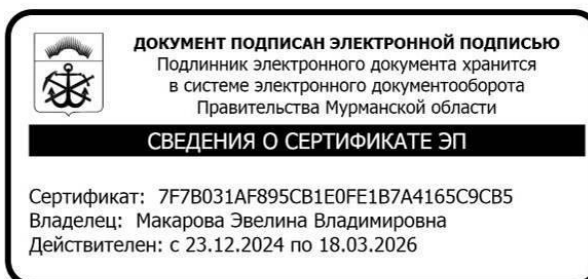 ДОКУМЕНТ ПОДПИСАН ЭЛЕКТРОННОЙ ПОДПИСЬЮ
Подлинник электронного документа хранится
в системе электронного документооборота
Правительства Мурманской области
СВЕДЕНИЯ О СЕРТИФИКАТЕ ЭП
Сертификат: 7F7B031AF895CB1E0FE1B7A4165C9CB5
Владелец: Макарова Эвелина Владимировна
Действителен: с 23.12.2024 по 18.03.2026